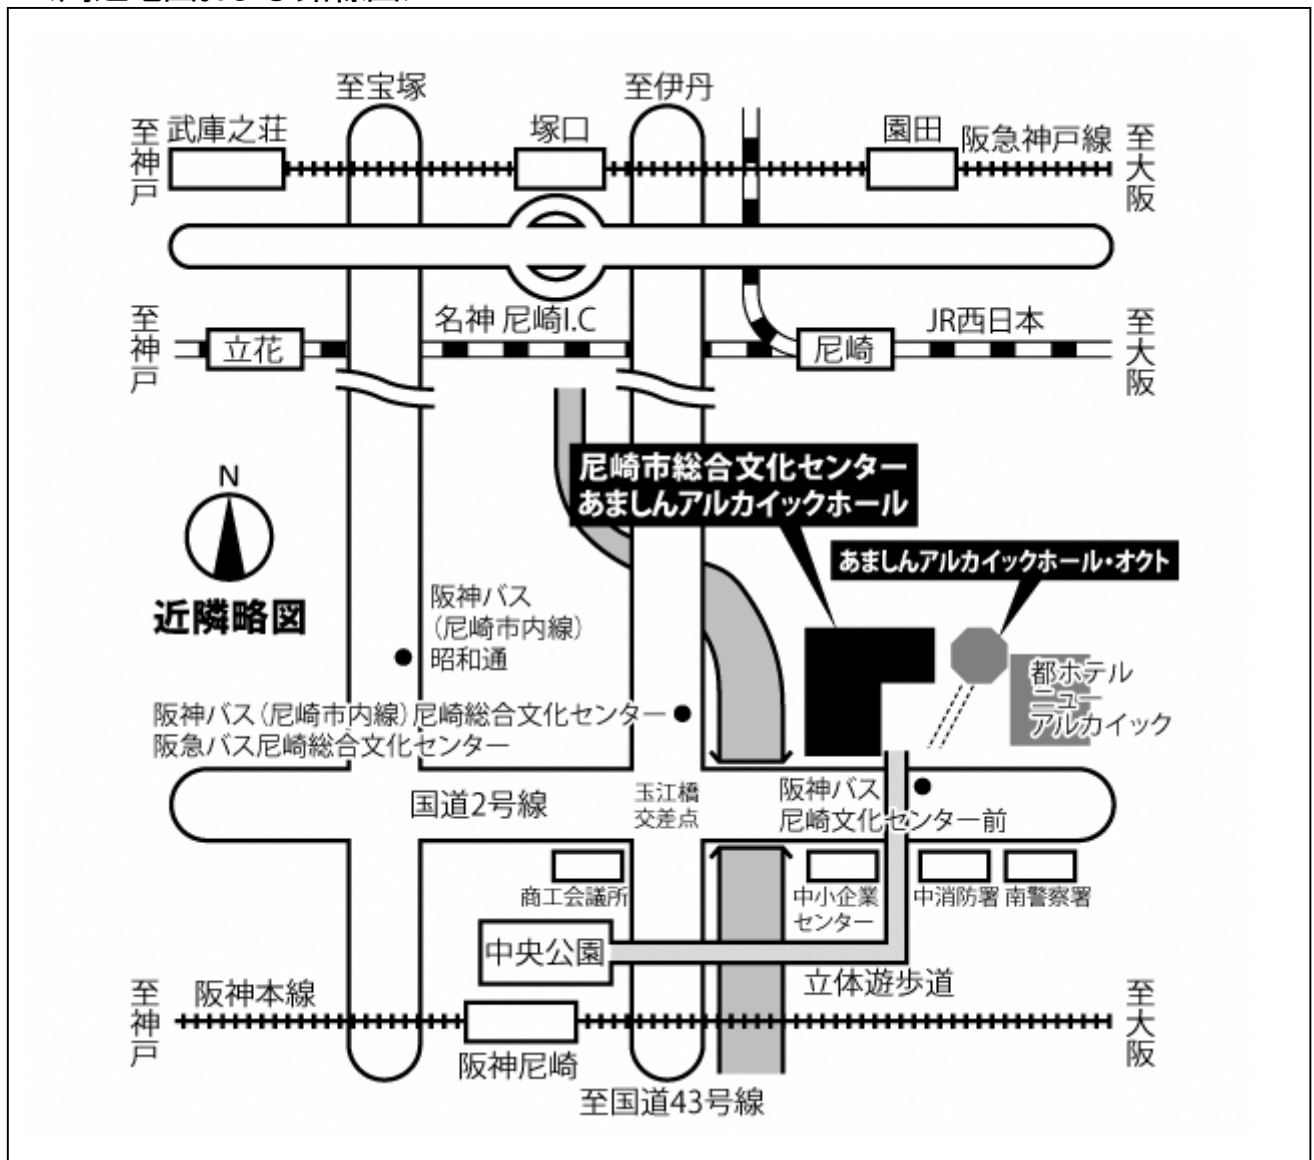 至宝塚
至伊丹
至神戸
武庫之荘
塚口
園田
阪急神戸線
至大阪
至神戸
立花
名神 尼崎I.C
尼崎
JR西日本
至大阪
尼崎市総合文化センター
あましんアルカイックホール
あましんアルカイックホール・オクト
N
近隣略図
阪神バス
（尼崎市内線）
昭和通
都ホテル
ニュー
アルカイック
阪神バス（尼崎市内線）尼崎総合文化センター
阪急バス尼崎総合文化センター
国道2号線
玉江橋
交差点
阪神バス
尼崎文化センター前
商工会議所
中小企業
センター
中消防署
南警察署
中央公園
立体遊歩道
至神戸
阪神本線
阪神尼崎
至大阪
至国道43号線